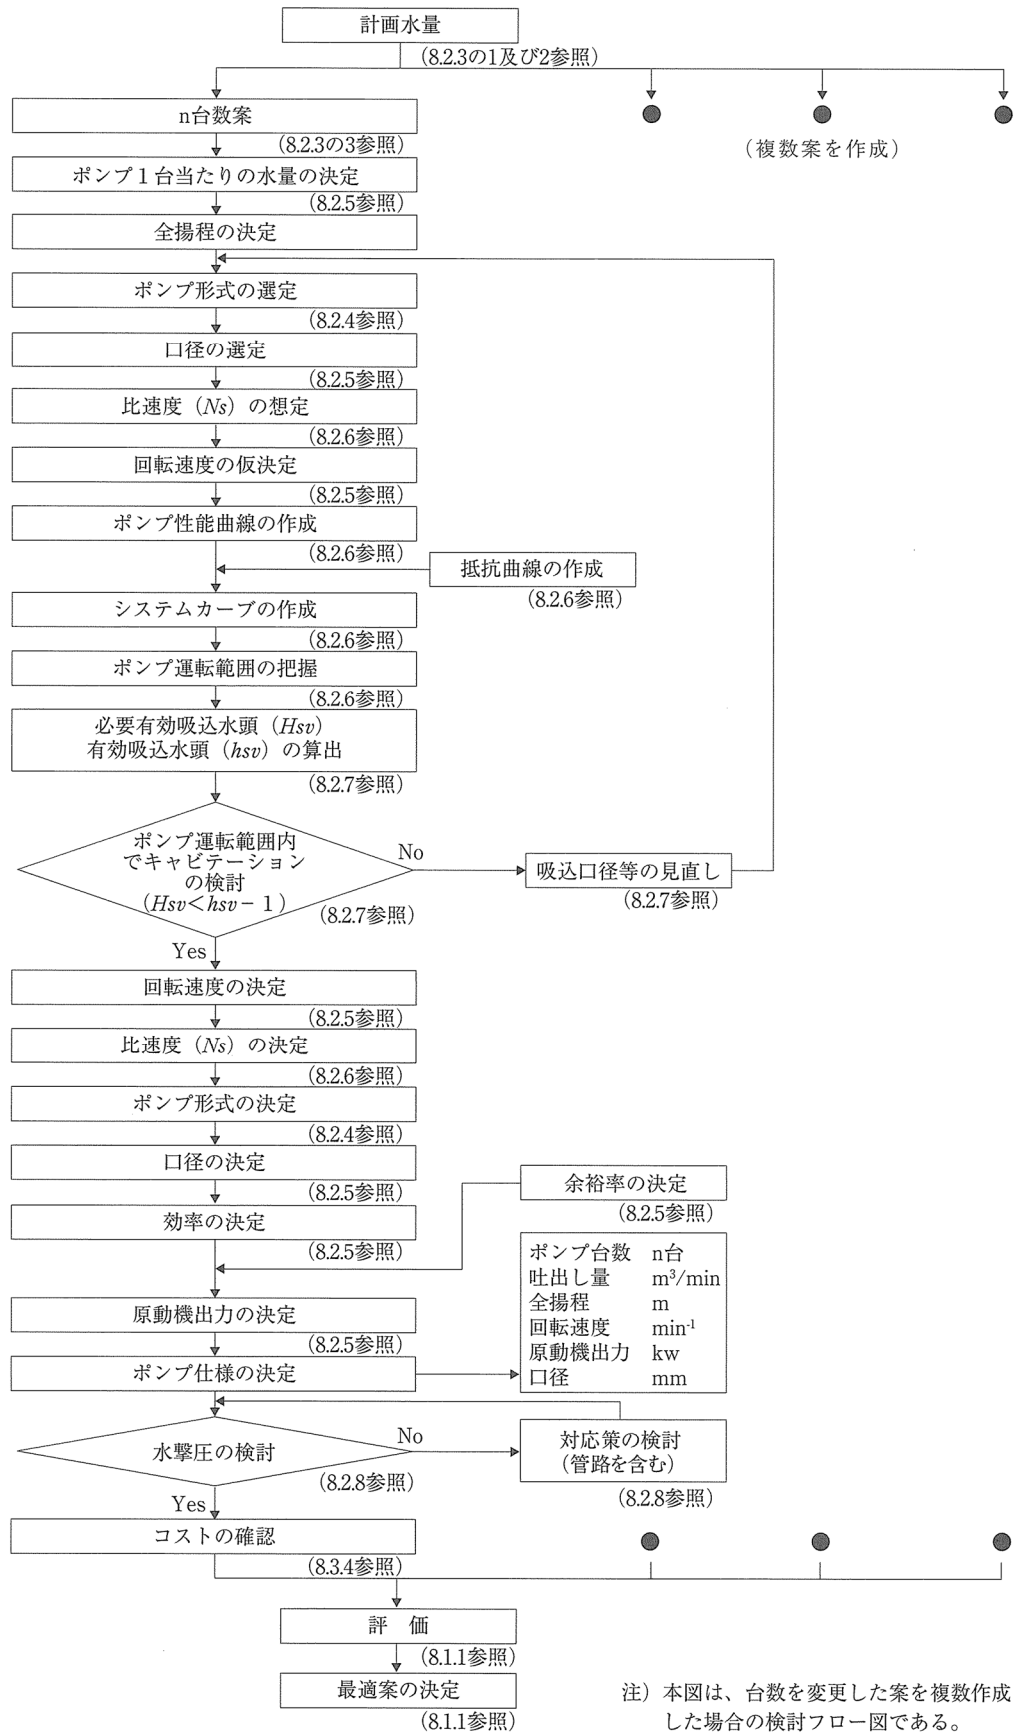 計画水量
(8.2.3の1及び2参照)
n台数案
(8.2.3の3参照)
(複数案を作成)
ポンプ1台当たりの水量の決定
(8.2.5参照)
全揚程の決定
ポンプ形式の選定
(8.2.4参照)
口径の選定
(8.2.5参照)
比速度(Ns)の想定
(8.2.6参照)
回転速度の仮決定
(8.2.5参照)
ポンプ性能曲線の作成
(8.2.6参照)
抵抗曲線の作成
(8.2.6参照)
システムカーブの作成
(8.2.6参照)
ポンプ運転範囲の把握
(8.2.6参照)
必要有効吸込水頭(Hsv)
有効吸込水頭(hsv)の算出
(8.2.7参照)
ポンプ運転範囲内
でキャビテーション
の検討
(Hsv<hsv-1)
(8.2.7参照)
No
吸込口径等の見直し
(8.2.7参照)
Yes
回転速度の決定
(8.2.5参照)
比速度(Ns)の決定
(8.2.6参照)
ポンプ形式の決定
(8.2.4参照)
口径の決定
(8.2.5参照)
余裕率の決定
(8.2.5参照)
効率の決定
(8.2.5参照)
ポンプ台数 n台
吐出し量 m³/min
全揚程 m
回転速度 min⁻¹
原動機出力 kw
口径 mm
原動機出力の決定
(8.2.5参照)
ポンプ仕様の決定
水撃圧の検討
(8.2.8参照)
No
対応策の検討
(管路を含む)
(8.2.8参照)
Yes
コストの確認
(8.3.4参照)
評 価
(8.1.1参照)
最適案の決定
(8.1.1参照)
注)本図は、台数を変更した案を複数作成
した場合の検討フロー図である。